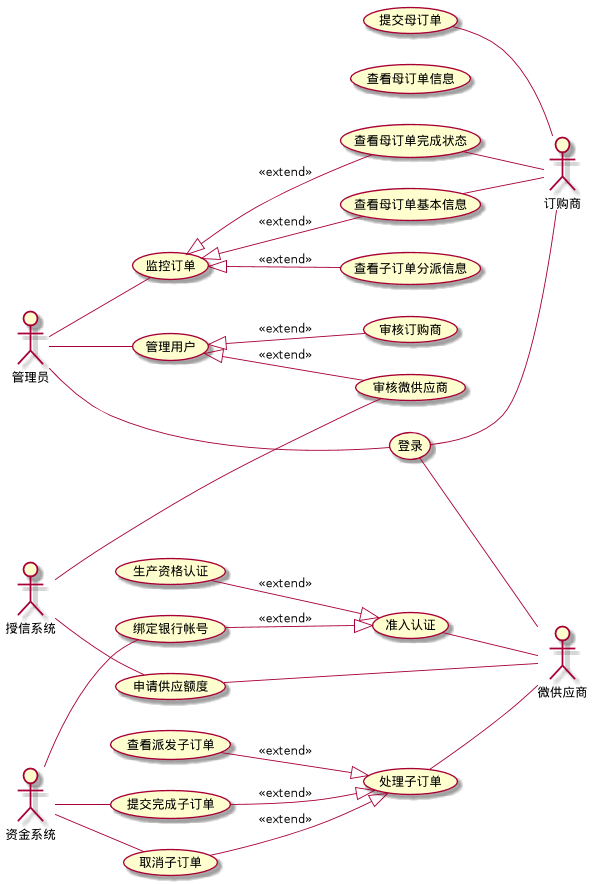 提交母订单
查看母订单信息
查看母订单完成状态
<<extend>>
订购商
查看母订单基本信息
<<extend>>
监控订单
<<extend>>
查看子订单分派信息
管理用户
<<extend>>
审核订购商
<<extend>>
管理员
审核微供应商
登录
生产资格认证
<<extend>>
授信系统
绑定银行帐号
<<extend>>
准入认证
申请供应额度
微供应商
查看派发子订单
<<extend>>
处理子订单
提交完成子订单
<<extend>>
资金系统
<<extend>>
取消子订单